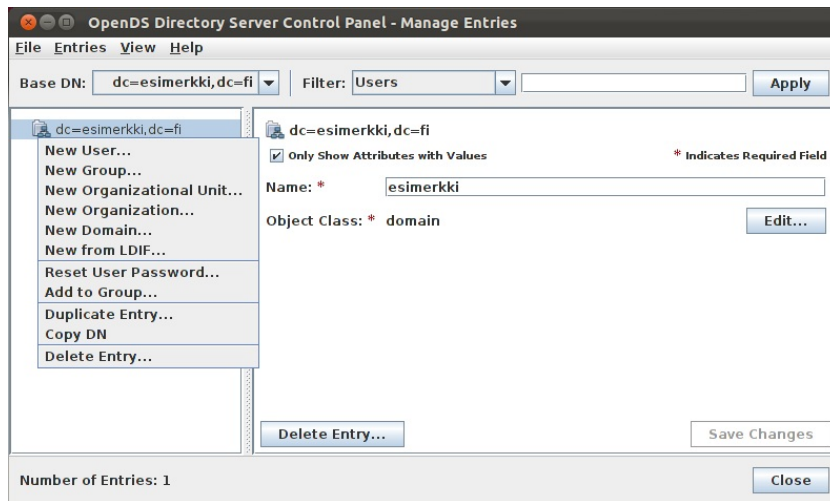 OpenDS Directory Server Control Panel - Manage Entries
File Entries View Help
Base DN: dc=esimerkki,dc=fi Filter: Users Apply
dc=esimerkki,dc=fi
New User...
New Group...
New Organizational Unit...
New Organization...
New Domain...
New from LDIF...
Reset User Password...
Add to Group...
Duplicate Entry...
Copy DN
Delete Entry...
dc=esimerkki,dc=fi
Only Show Attributes with Values * Indicates Required Field
Name: * esimerkki
Object Class: * domain Edit...
Delete Entry... Save Changes
Number of Entries: 1 Close